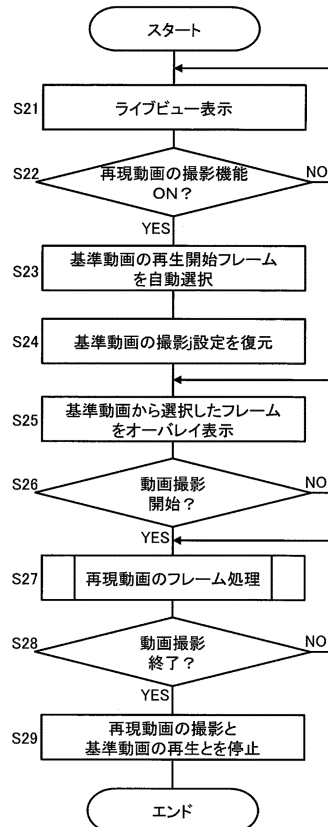 スタート
S21
ライブビュー表示
S22
再現動画の撮影機能
ON?
NO
YES
S23
基準動画の再生開始フレーム
を自動選択
S24
基準動画の撮影j設定を復元
S25
基準動画から選択したフレーム
をオーバレイ表示
S26
動画撮影
開始?
NO
YES
S27
再現動画のフレーム処理
S28
動画撮影
終了?
NO
YES
S29
再現動画の撮影と
基準動画の再生とを停止
エンド